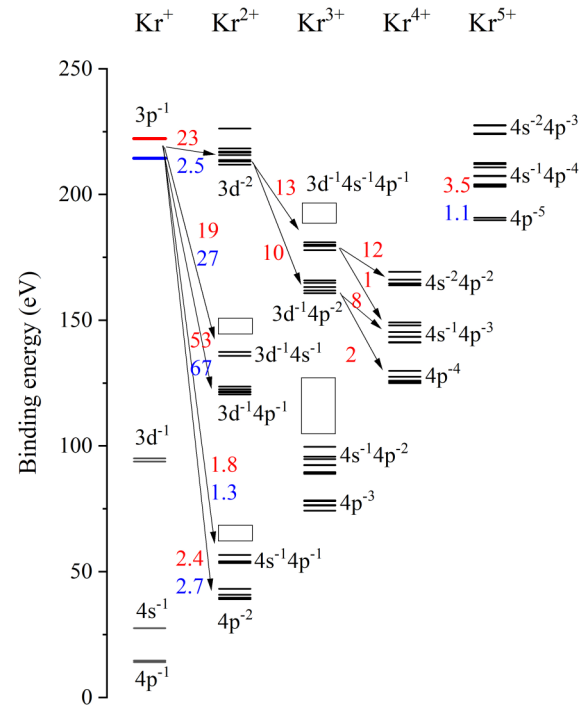 Kr⁺ Kr²⁺ Kr³⁺ Kr⁴⁺ Kr⁵⁺
250
3p⁻¹
4s⁻²4p⁻³
23
2.5
3d⁻²
13
3d⁻¹4s⁻¹4p⁻¹
4s⁻¹4p⁻⁴
3.5
1.1
4p⁻⁵
200
19
27
10
12
1
4s⁻²4p⁻²
8
3d⁻¹4p⁻²
4s⁻¹4p⁻³
2
4p⁻⁴
150
53
67
3d⁻¹4s⁻¹
3d⁻¹4p⁻¹
Binding energy (eV)
100
3d⁻¹
4s⁻¹4p⁻²
4p⁻³
1.8
1.3
50
2.4
2.7
4s⁻¹4p⁻¹
4p⁻²
4s⁻¹
4p⁻¹
0